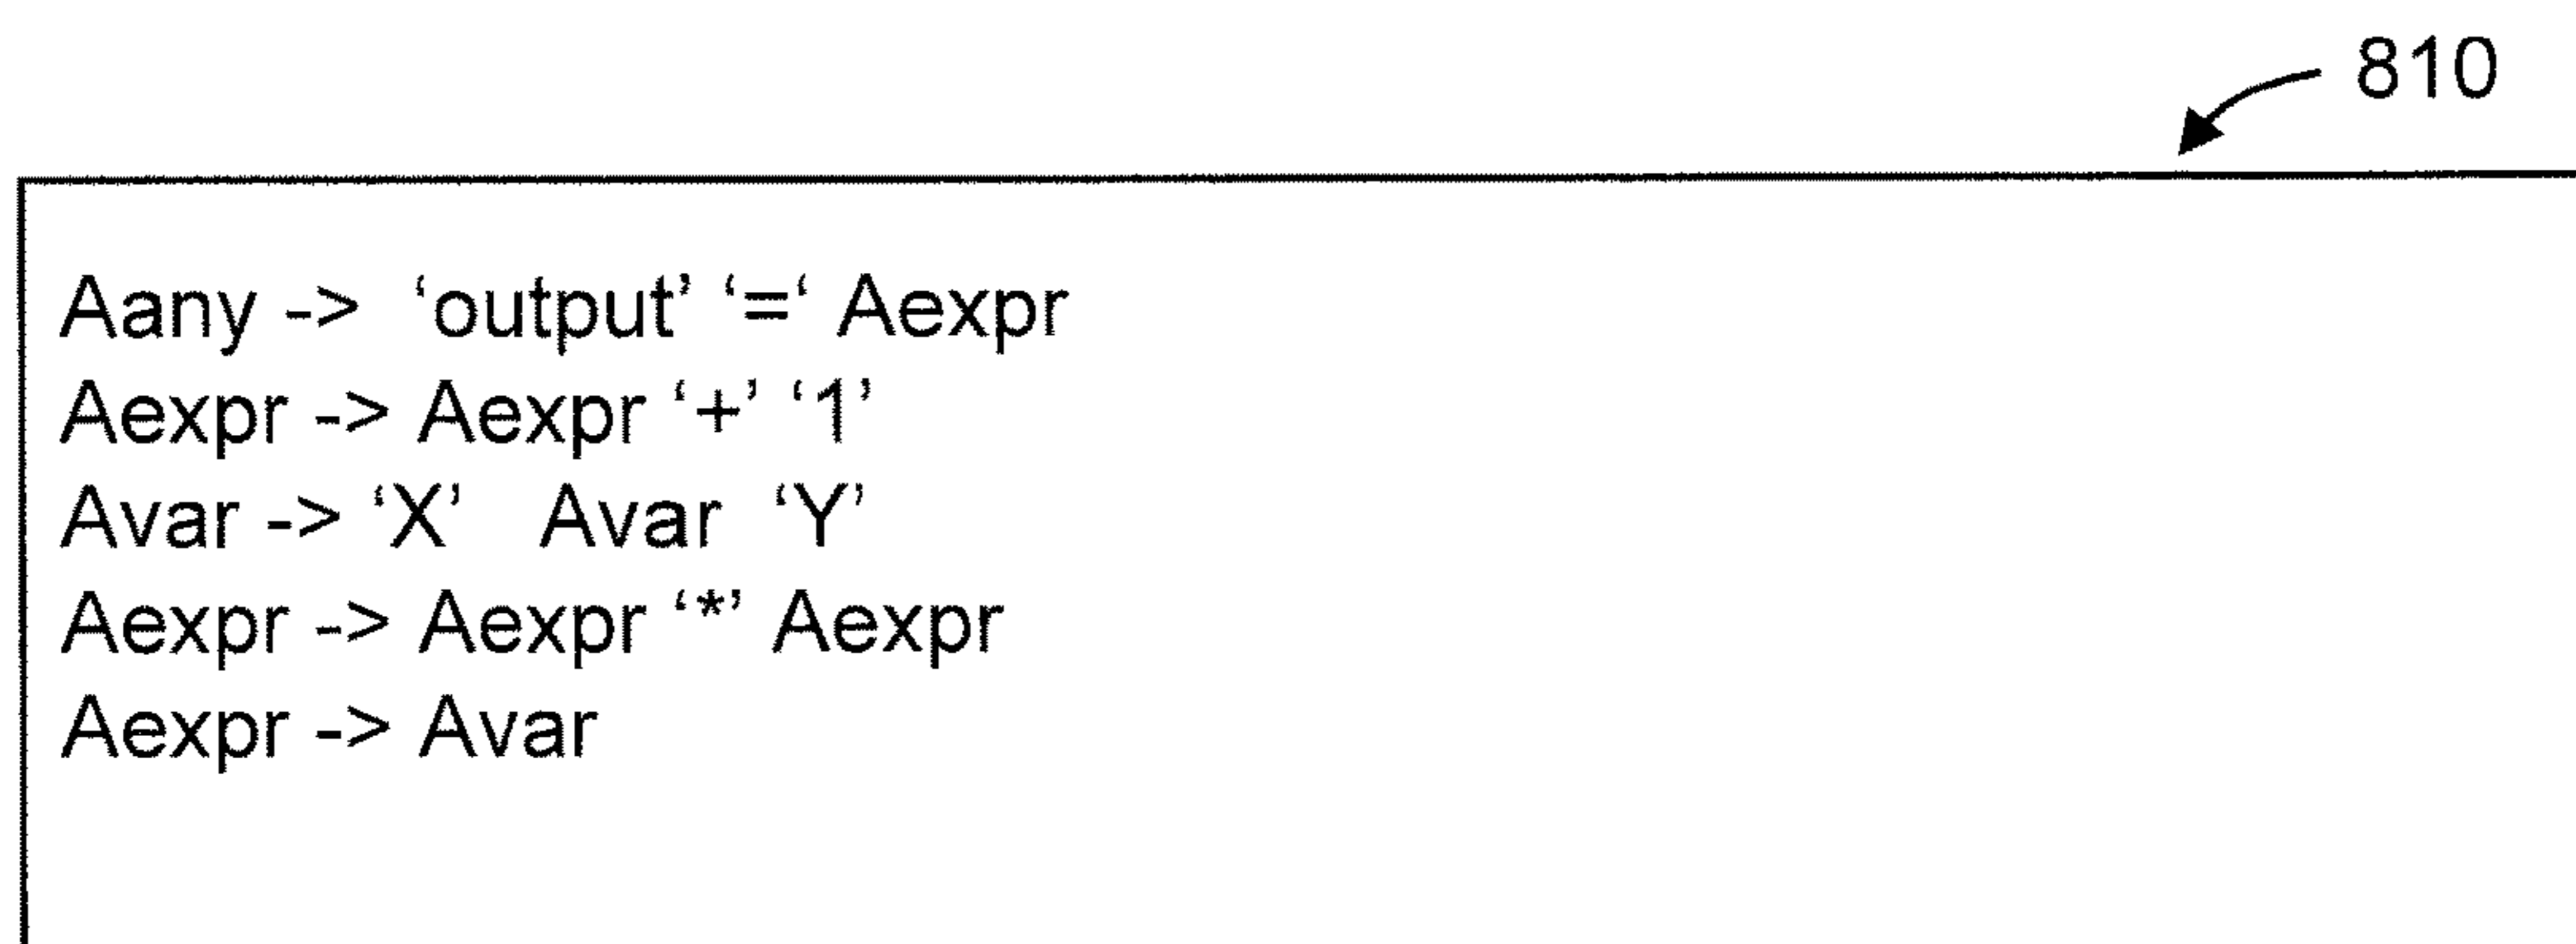 810
Aany -> ‘output’ ‘=‘ Aexpr
Aexpr -> Aexpr ‘+’ ‘1’
Avar -> ‘X’ Avar ‘Y’
Aexpr -> Aexpr ‘*’ Aexpr
Aexpr -> Avar